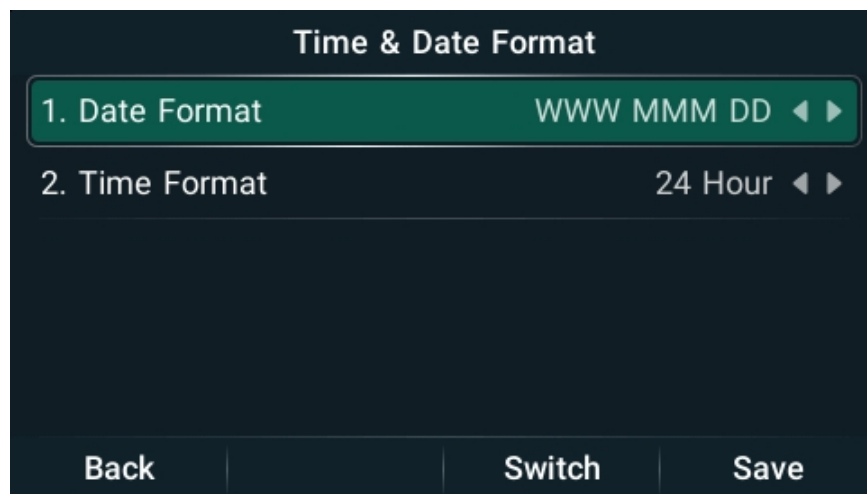 Time & Date Format
1. Date Format WWW MMM DD
2. Time Format 24 Hour
Back Switch Save